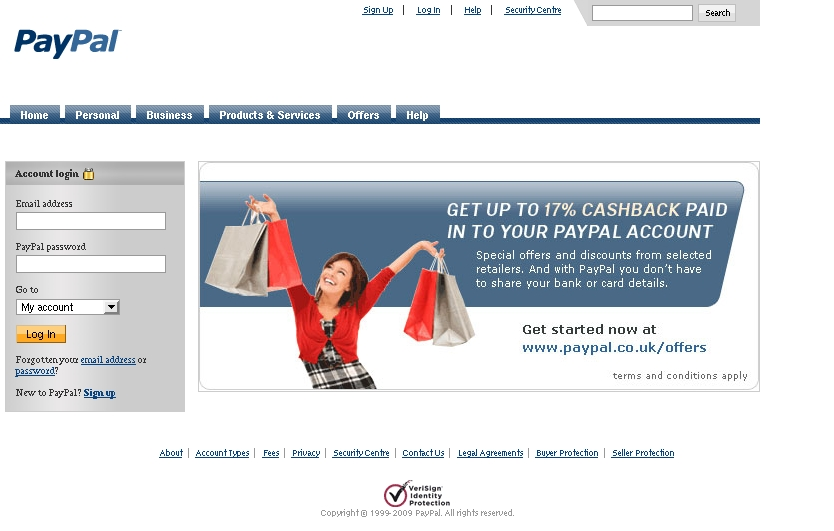 Sign Up | Log In | Help | Security Centre
Search
PayPal
Home Personal Business Products & Services Offers Help
Account login
Email address
PayPal password
Go to
My account
Log In
Forgotten your email address or
password?
New to PayPal? Sign up
GET UP TO 17% CASHBACK PAID
IN TO YOUR PAYPAL ACCOUNT
Special offers and discounts from selected
retailers. And with PayPal you don't have
to share your bank or card details.
Get started now at
www.paypal.co.uk/offers
terms and conditions apply
About | Account Types | Fees | Privacy | Security Centre | Contact Us | Legal Agreements | Buyer Protection | Seller Protection
VeriSign
Identity
Protection
Copyright © 1999-2009 PayPal. All rights reserved.